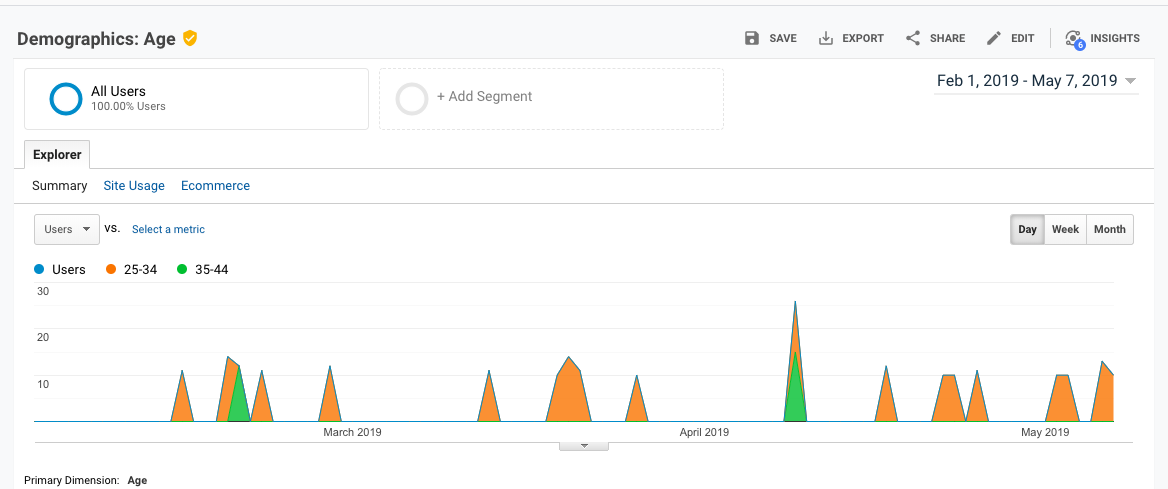 Demographics: Age
SAVE EXPORT SHARE EDIT INSIGHTS
6
All Users
100.00% Users
+ Add Segment
Feb 1, 2019 - May 7, 2019
Explorer
Summary Site Usage Ecommerce
Users vs. Select a metric
Day Week Month
Users 25-34 35-44
30
20
10
March 2019 April 2019 May 2019
Primary Dimension: Age